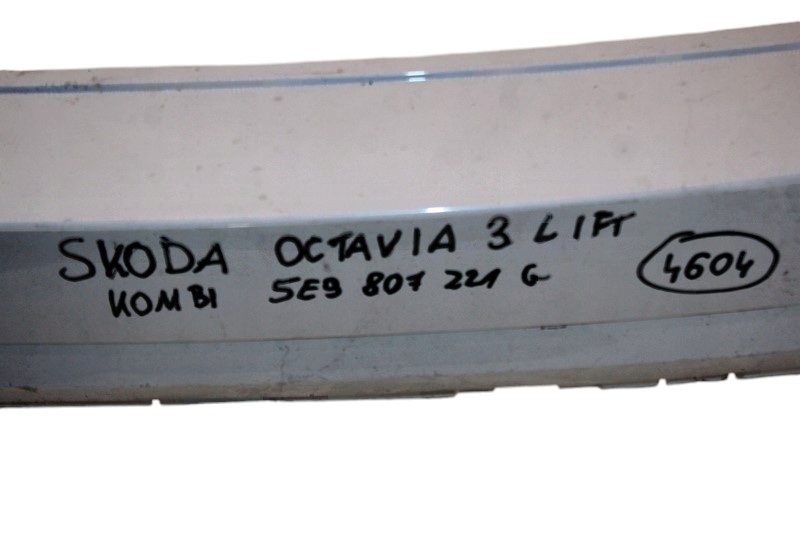 SKODA OCTAVIA 3 LIFT
KOMBI 5E9 807 221 G
4604